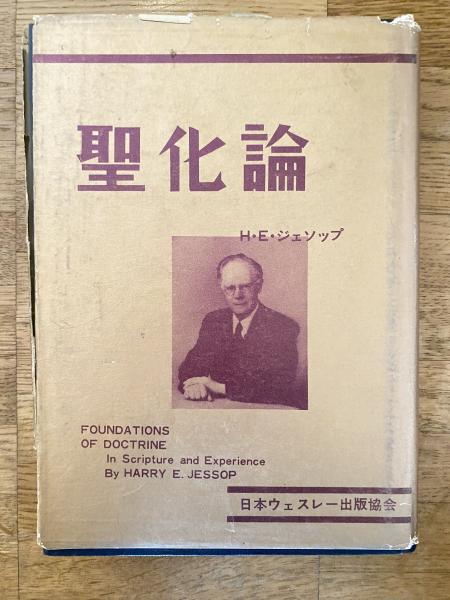 聖化論
H・E・ジェソップ
FOUNDATIONS
OF DOCTRINE
In Scripture and Experience
By HARRY E. JESSOP
日本ウェスレー出版協会